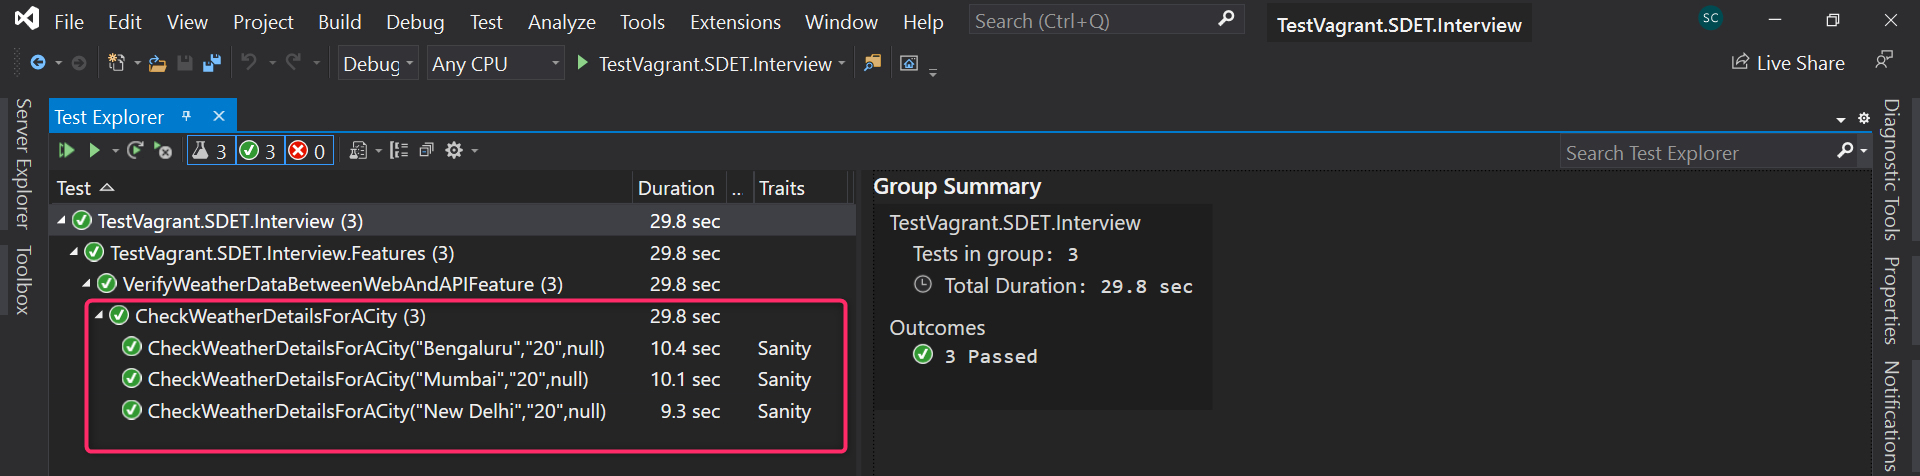 File Edit View Project Build Debug Test Analyze Tools Extensions Window Help Search (Ctrl+Q) TestVagrant.SDET.Interview SC
Debug Any CPU TestVagrant.SDET.Interview Live Share
Server Explorer
Toolbox
Test Explorer
3 3 0 Search Test Explorer
Test Duration .. Traits
TestVagrant.SDET.Interview (3) 29.8 sec
TestVagrant.SDET.Interview.Features (3) 29.8 sec
VerifyWeatherDataBetweenWebAndAPIFeature (3) 29.8 sec
CheckWeatherDetailsForACity (3) 29.8 sec
CheckWeatherDetailsForACity("Bengaluru","20",null) 10.4 sec Sanity
CheckWeatherDetailsForACity("Mumbai","20",null) 10.1 sec Sanity
CheckWeatherDetailsForACity("New Delhi","20",null) 9.3 sec Sanity
Group Summary
TestVagrant.SDET.Interview
Tests in group: 3
Total Duration: 29.8 sec
Outcomes
3 Passed
Diagnostic Tools
Properties
Notifications